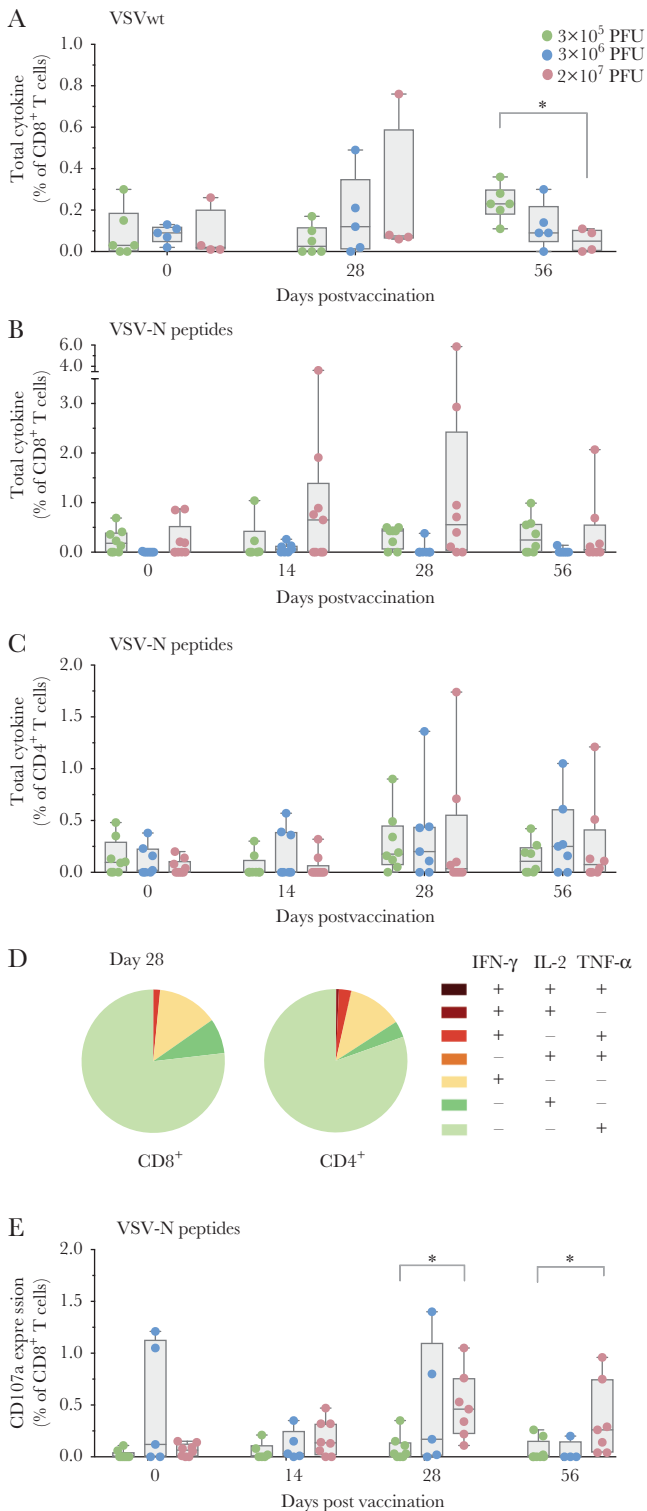 A VSVwt
3×10⁵ PFU
3×10⁶ PFU
2×10⁷ PFU
Total cytokine
(% of CD8⁺ T cells)
1.0
0.8
0.6
0.4
0.2
0.0
*
0 28 56
Days postvaccination
B VSV-N peptides
Total cytokine
(% of CD8⁺ T cells)
6.0
4.0
3.0
2.0
1.0
0.0
0 14 28 56
Days postvaccination
C VSV-N peptides
Total cytokine
(% of CD4⁺ T cells)
2.0
1.5
1.0
0.5
0.0
0 14 28 56
Days postvaccination
D Day 28
CD8⁺ CD4⁺
IFN-γ IL-2 TNF-α
+ + +
+ + –
+ – +
– + +
+ – –
– + –
– – +
E VSV-N peptides
CD107a expre ssion
(% of CD8⁺ T cells)
2.0
1.5
1.0
0.5
0.0
* *
0 14 28 56
Days post vaccination